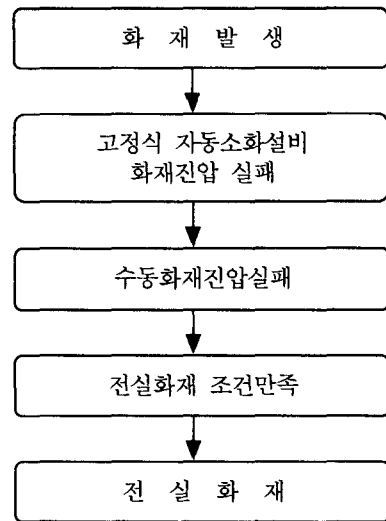 화 재 발 생
고정식 자동소화설비
화재진압 실패
수동화재진압실패
전실화재 조건만족
전 실 화 재